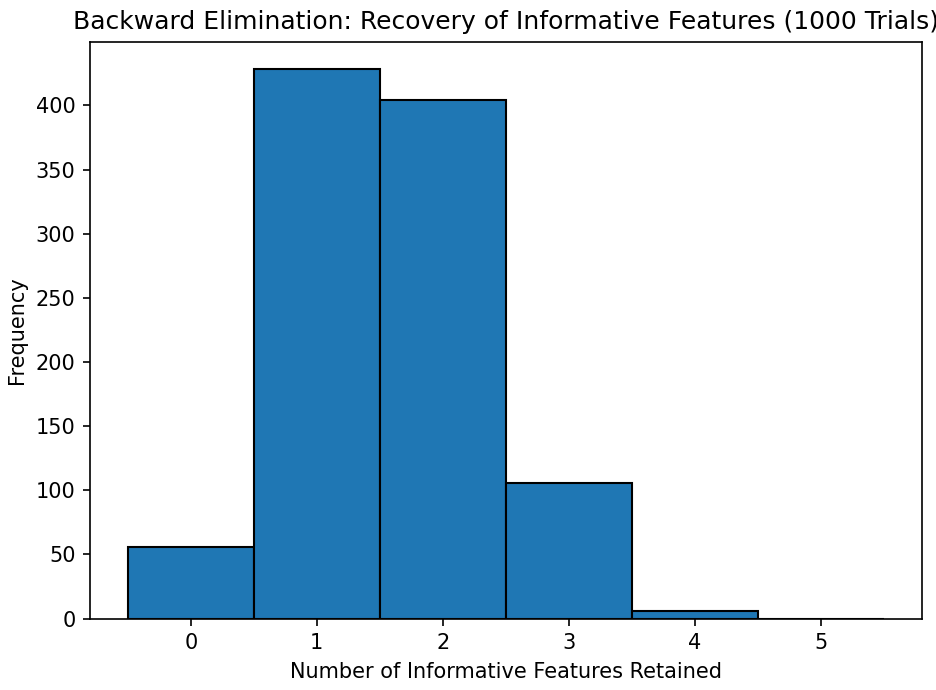 Backward Elimination: Recovery of Informative Features (1000 Trials)
400
350
300
250
200
150
100
50
0
Frequency
0 1 2 3 4 5
Number of Informative Features Retained